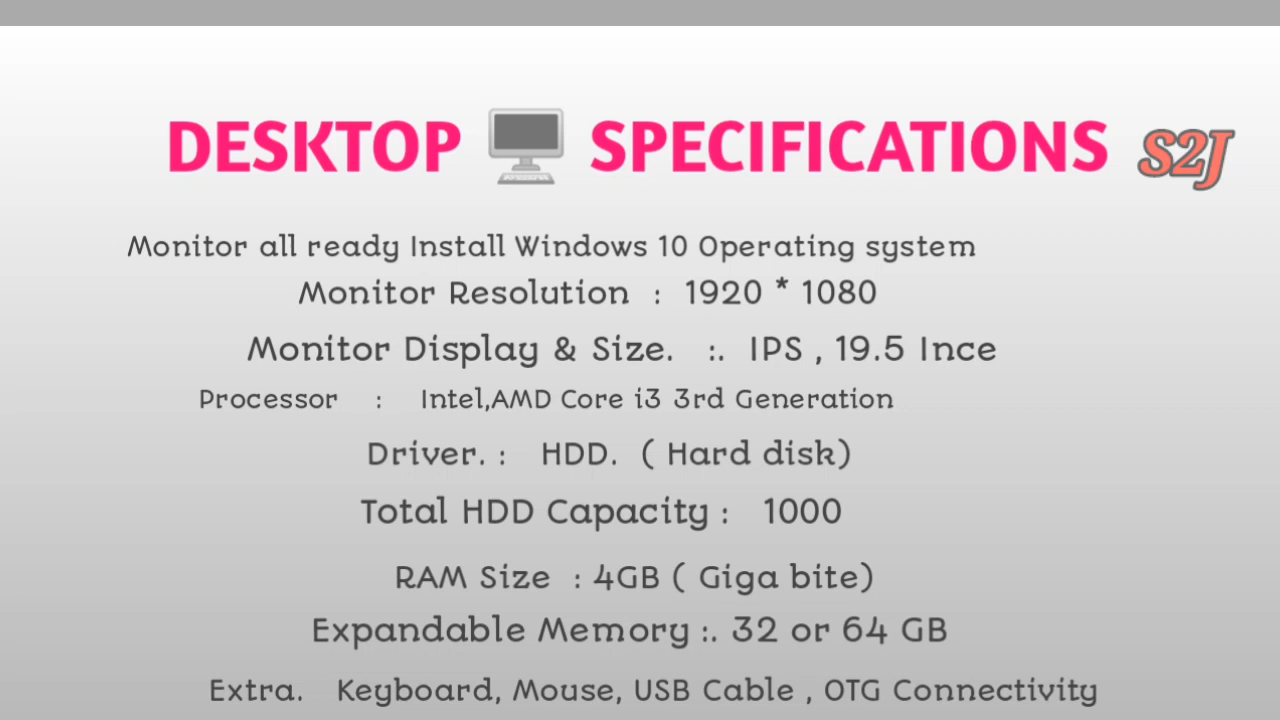 DESKTOP 🖥️ SPECIFICATIONS S2J
Monitor all ready Install Windows 10 Operating system
Monitor Resolution : 1920 * 1080
Monitor Display & Size. :. IPS , 19.5 Ince
Processor : Intel,AMD Core i3 3rd Generation
Driver. : HDD. ( Hard disk)
Total HDD Capacity : 1000
RAM Size : 4GB ( Giga bite)
Expandable Memory :. 32 or 64 GB
Extra. Keyboard, Mouse, USB Cable , OTG Connectivity